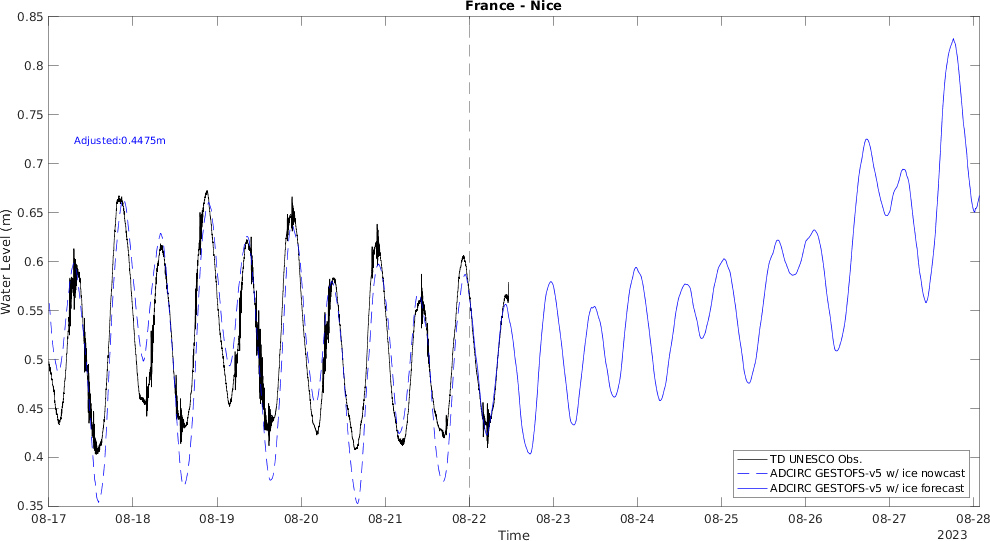 France - Nice
Water Level (m)
0.85
0.8
0.75
0.7
0.65
0.6
0.55
0.5
0.45
0.4
0.35
Adjusted:0.4475m
TD UNESCO Obs.
ADCIRC GESTOFS-v5 w/ ice nowcast
ADCIRC GESTOFS-v5 w/ ice forecast
08-17 08-18 08-19 08-20 08-21 08-22 08-23 08-24 08-25 08-26 08-27 08-28
Time
2023